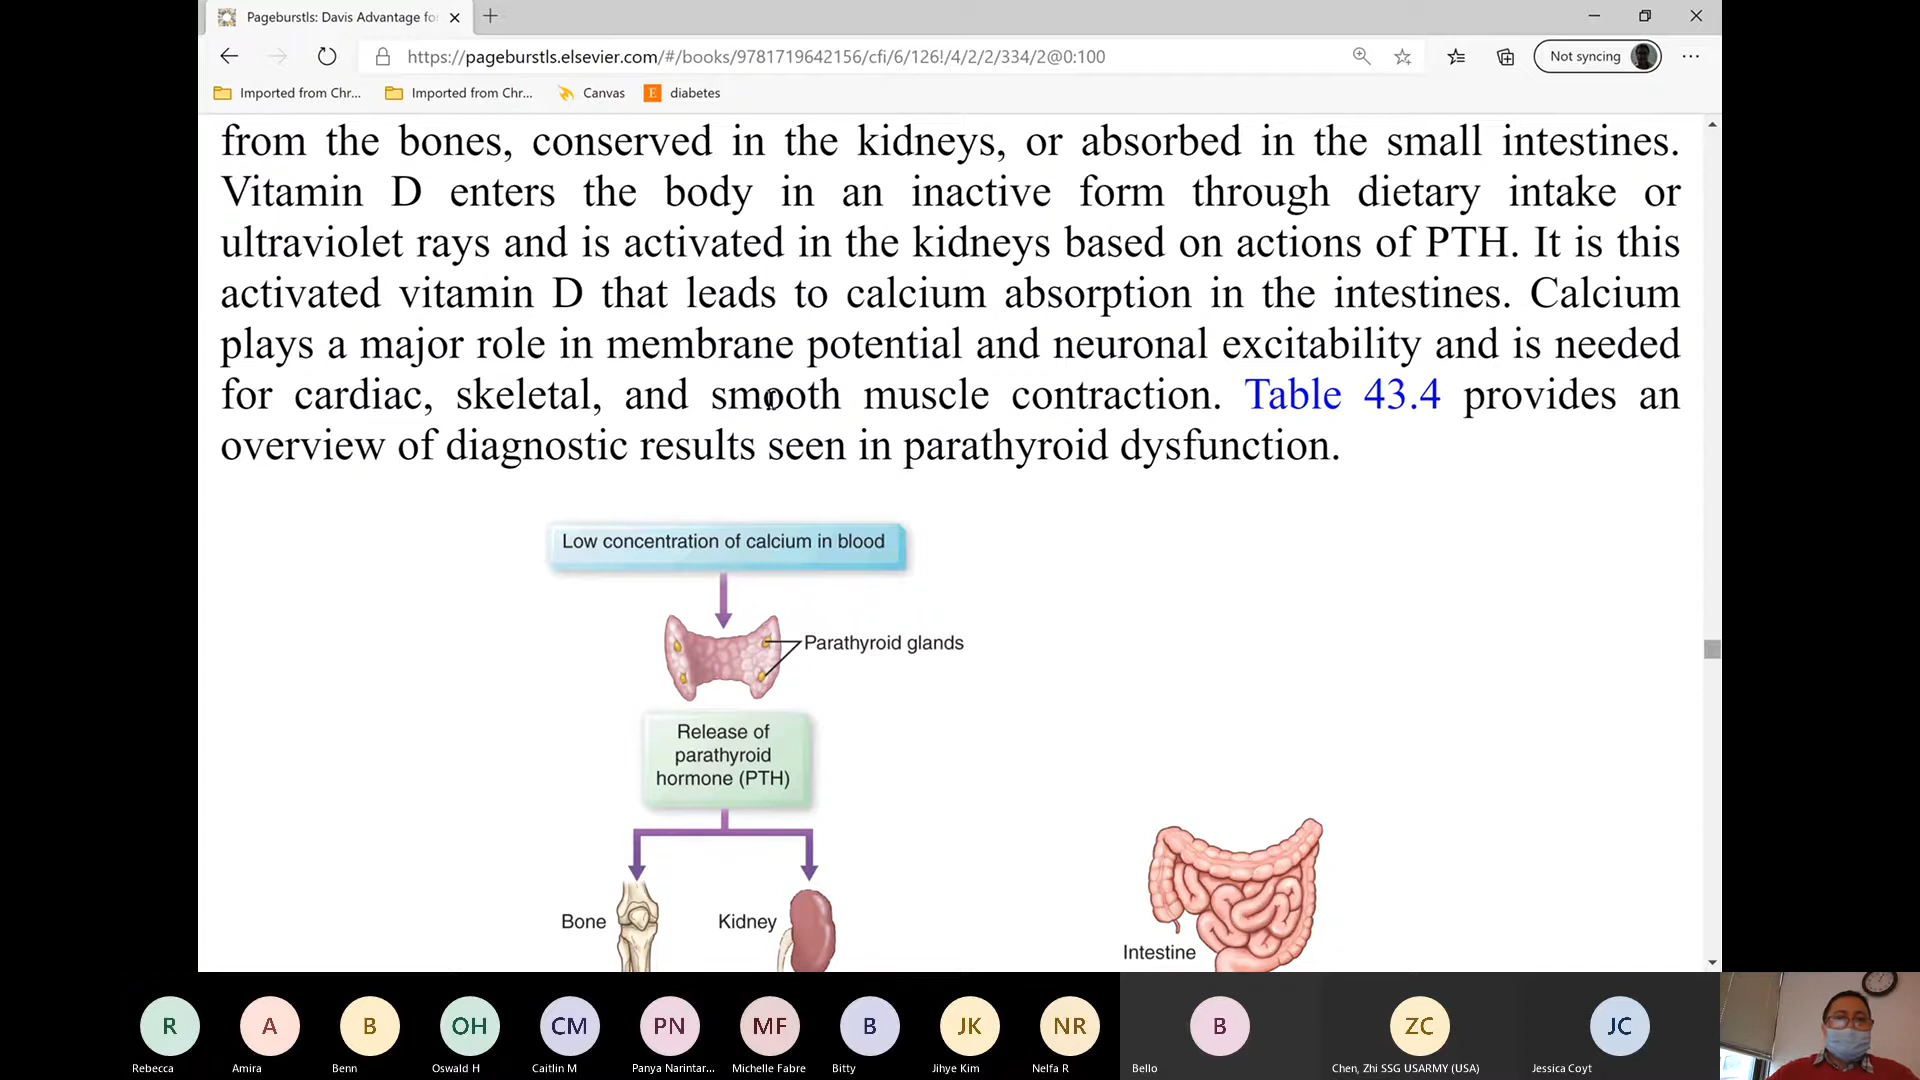 Pageburstls: Davis Advantage for
https://pageburstls.elsevier.com/#/books/9781719642156/cfi/6/126!/4/2/2/334/2@0:100
Not syncing
Imported from Chr...
Imported from Chr...
Canvas
E diabetes
from the bones, conserved in the kidneys, or absorbed in the small intestines.
Vitamin D enters the body in an inactive form through dietary intake or
ultraviolet rays and is activated in the kidneys based on actions of PTH. It is this
activated vitamin D that leads to calcium absorption in the intestines. Calcium
plays a major role in membrane potential and neuronal excitability and is needed
for cardiac, skeletal, and smooth muscle contraction. Table 43.4 provides an
overview of diagnostic results seen in parathyroid dysfunction.
Low concentration of calcium in blood
Parathyroid glands
Release of
parathyroid
hormone (PTH)
Bone
Kidney
Intestine
R
A
B
OH
CM
PN
MF
B
JK
NR
B
ZC
JC
Rebecca
Amira
Benn
Oswald H
Caitlin M
Panya Narintar...
Michelle Fabre
Bitty
Jihye Kim
Nelfa R
Bello
Chen, Zhi SSG USARMY (USA)
Jessica Coyt